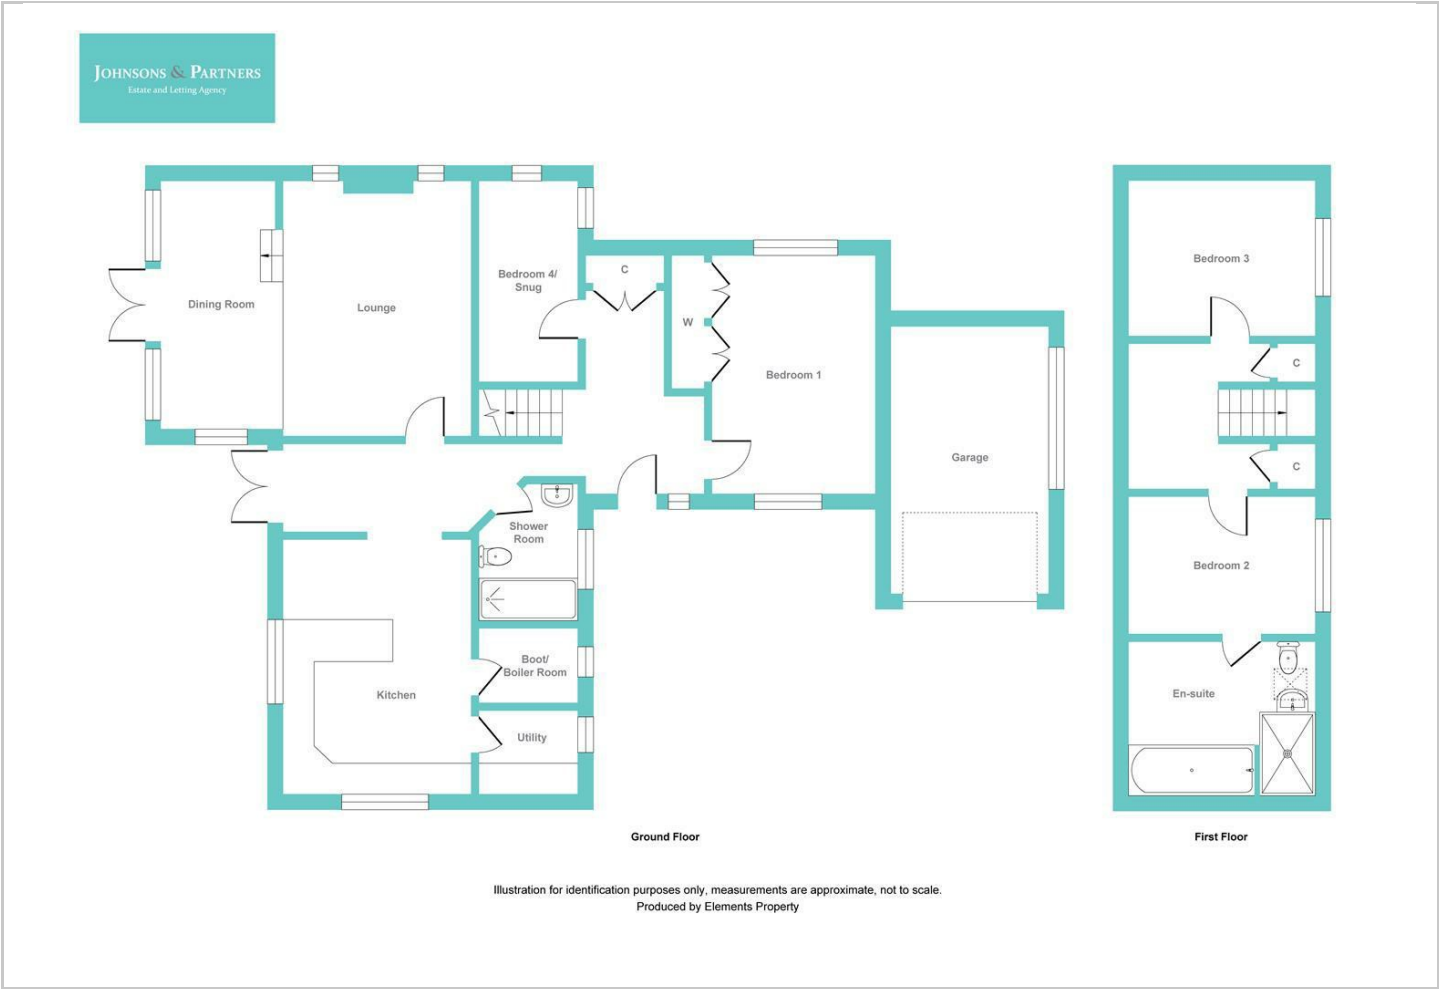 JOHNSONS & PARTNERS
Estate and Letting Agency
Dining Room
Lounge
Bedroom 4/
Snug
C
W
Bedroom 1
Garage
Shower
Room
Boot/
Boiler Room
Kitchen
Utility
Ground Floor
Bedroom 3
C
C
Bedroom 2
En-suite
First Floor
Illustration for identification purposes only, measurements are approximate, not to scale.
Produced by Elements Property